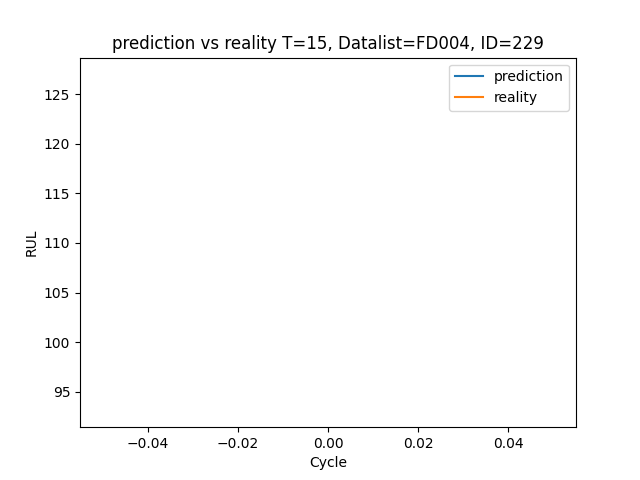 prediction vs reality T=15, Datalist=FD004, ID=229
prediction
reality
125
120
115
110
105
100
95
RUL
−0.04 −0.02 0.00 0.02 0.04
Cycle